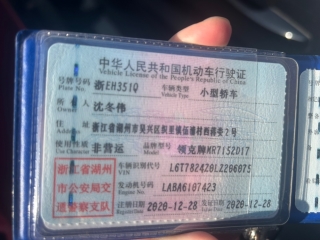 中华人民共和国机动车行驶证
Vehicle License of the People's Republic of China
号牌号码 浙EH351Q 车辆类型 小型轿车
Plate No. Vehicle Type
所有人 沈冬伟
Owner
住址 浙江省湖州市吴兴区织里镇伍浦村西蒋兜2号
使用性质 非营运 品牌型号 领克牌MR7152D17
Use Character Model
浙江省湖州
市公安局交
通警察支队
车辆识别代号 L6T7824Z0LZ206075
VIN
发动机号码 LABA6107423
Engine No.
注册日期 2020-12-28 发证日期 2020-12-28
Register Date Issue Date